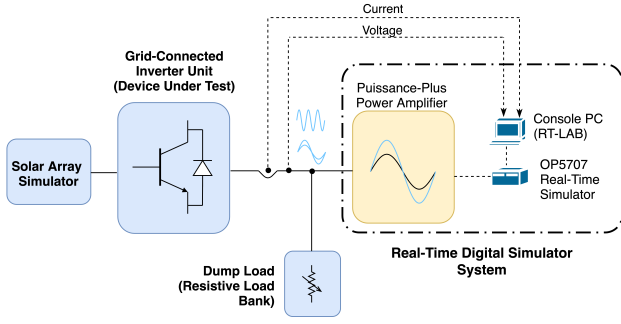 Current
Voltage
Grid-Connected
Inverter Unit
(Device Under Test)
Puissance-Plus
Power Amplifier
Console PC
(RT-LAB)
Solar Array
Simulator
OP5707
Real-Time
Simulator
Real-Time Digital Simulator
System
Dump Load
(Resistive Load
Bank)